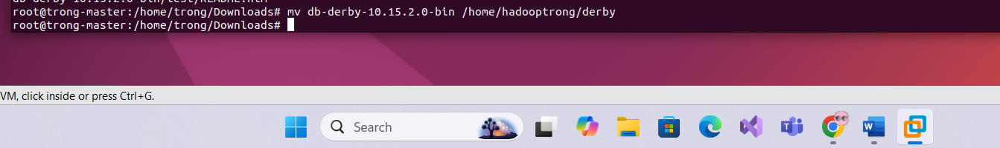 db-derby-10.15.2.0-bin/test/README.htm
root@trong-master:/home/trong/Downloads# mv db-derby-10.15.2.0-bin /home/hadooptrong/derby
root@trong-master:/home/trong/Downloads#
VM, click inside or press Ctrl+G.
Search